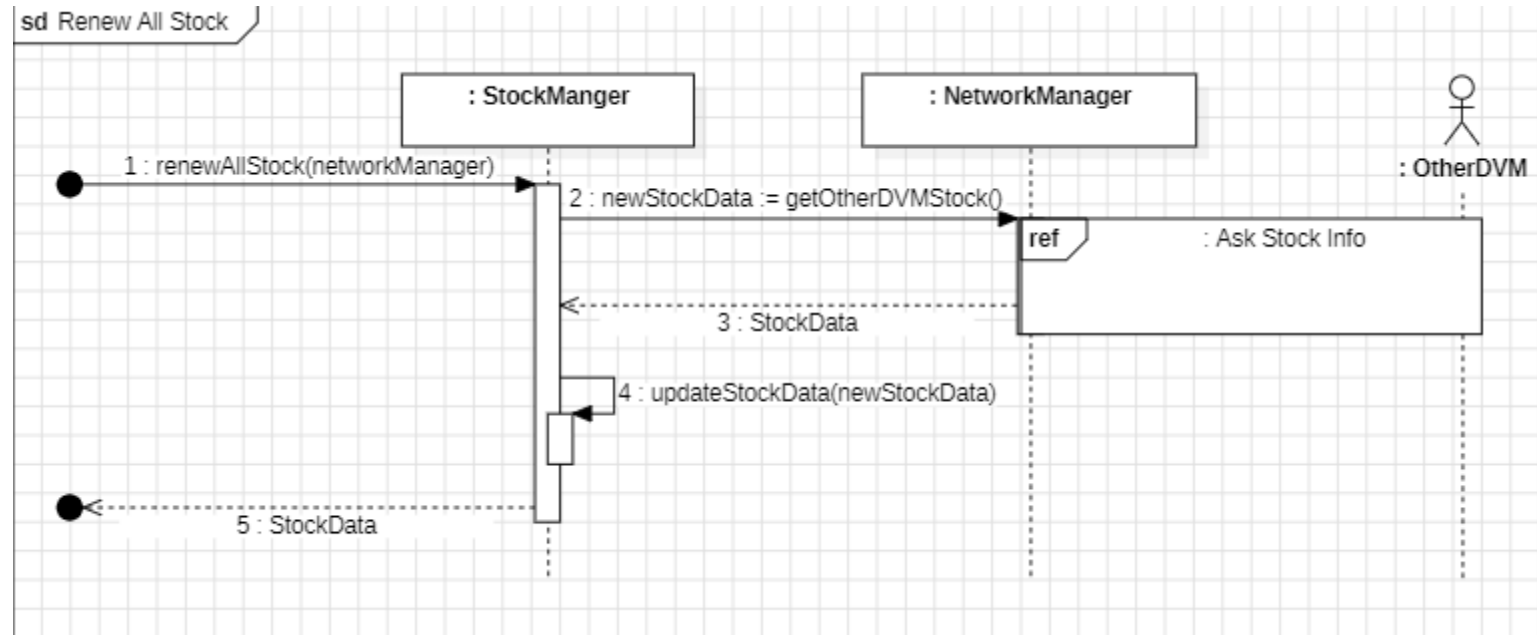 sd Renew All Stock
: StockManger
: NetworkManager
: OtherDVM
1 : renewAllStock(networkManager)
2 : newStockData := getOtherDVMStock()
ref
: Ask Stock Info
3 : StockData
4 : updateStockData(newStockData)
5 : StockData